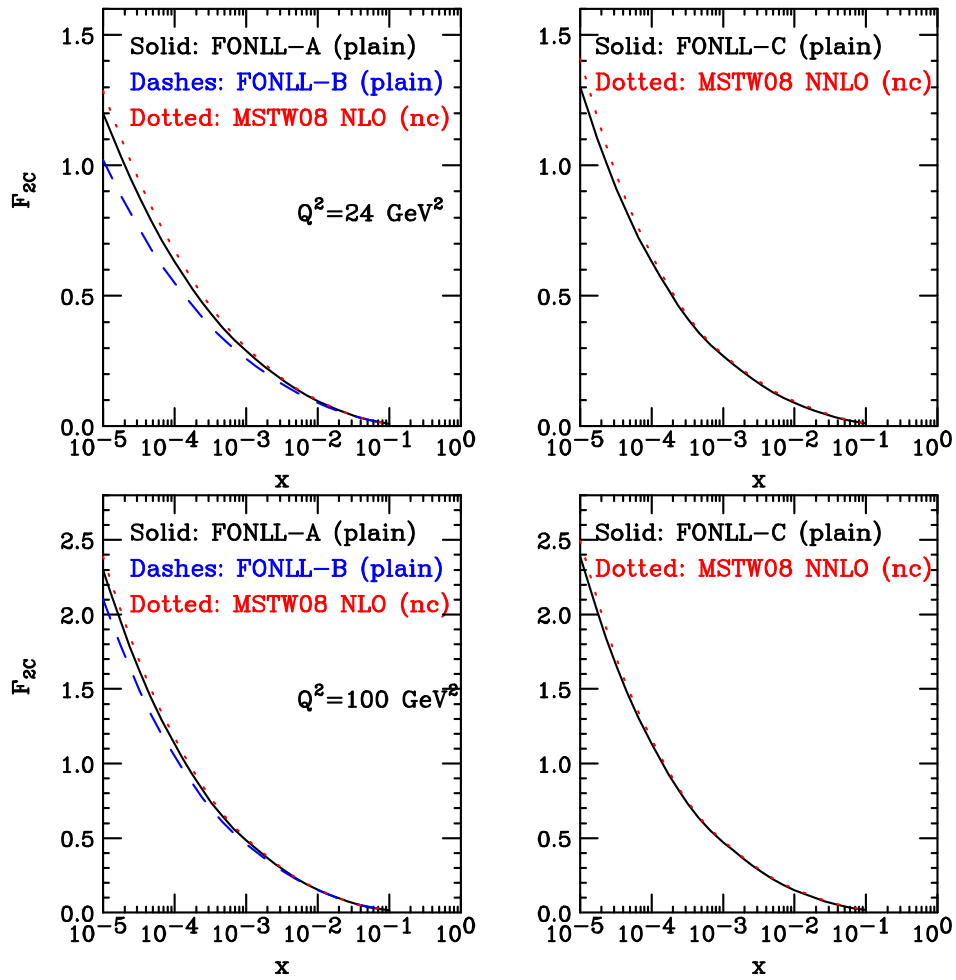 Solid: FONLL-A (plain)
Dashes: FONLL-B (plain)
Dotted: MSTW08 NLO (nc)
Q²=24 GeV²
F₂C
1.5
1.0
0.5
0.0
10⁻⁵ 10⁻⁴ 10⁻³ 10⁻² 10⁻¹ 10⁰
x
Solid: FONLL-C (plain)
Dotted: MSTW08 NNLO (nc)
1.5
1.0
0.5
0.0
10⁻⁵ 10⁻⁴ 10⁻³ 10⁻² 10⁻¹ 10⁰
x
Solid: FONLL-A (plain)
Dashes: FONLL-B (plain)
Dotted: MSTW08 NLO (nc)
Q²=100 GeV²
F₂C
2.5
2.0
1.5
1.0
0.5
0.0
10⁻⁵ 10⁻⁴ 10⁻³ 10⁻² 10⁻¹ 10⁰
x
Solid: FONLL-C (plain)
Dotted: MSTW08 NNLO (nc)
2.5
2.0
1.5
1.0
0.5
0.0
10⁻⁵ 10⁻⁴ 10⁻³ 10⁻² 10⁻¹ 10⁰
x